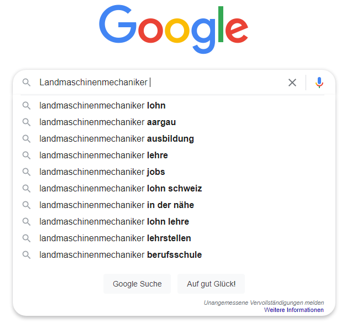 Google
Landmaschinenmechaniker
landmaschinenmechaniker lohn
landmaschinenmechaniker aargau
landmaschinenmechaniker ausbildung
landmaschinenmechaniker lehre
landmaschinenmechaniker jobs
landmaschinenmechaniker lohn schweiz
landmaschinenmechaniker in der nähe
landmaschinenmechaniker lohn lehre
landmaschinenmechaniker lehrstellen
landmaschinenmechaniker berufsschule
Google Suche Auf gut Glück!
Unangemessene Vervollständigungen melden
Weitere Informationen